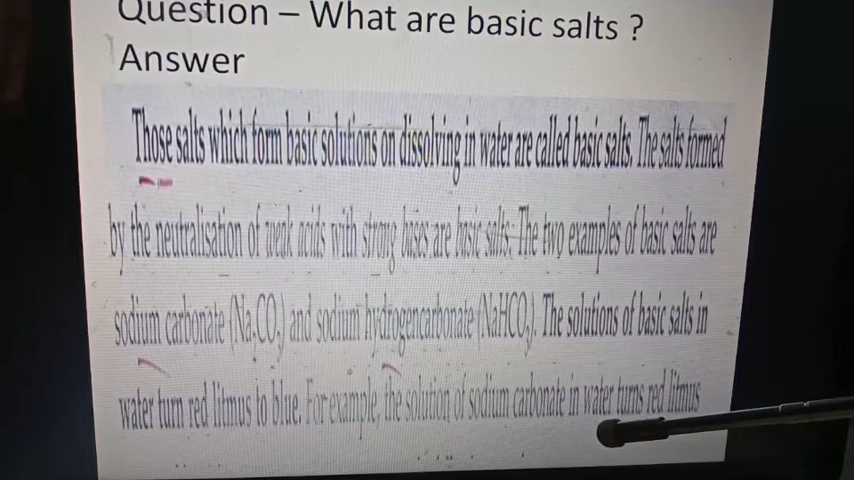 Question – What are basic salts ?
Answer
Those salts which form basic solutions on dissolving in water are called basic salts. The salts formed
by the neutralisation of weak acids with strong bases are basic salts. The two examples of basic salts are
sodium carbonate (Na₂CO₃) and sodium hydrogencarbonate (NaHCO₃). The solutions of basic salts in
water turn red litmus to blue. For example, the solution of sodium carbonate in water turns red litmus